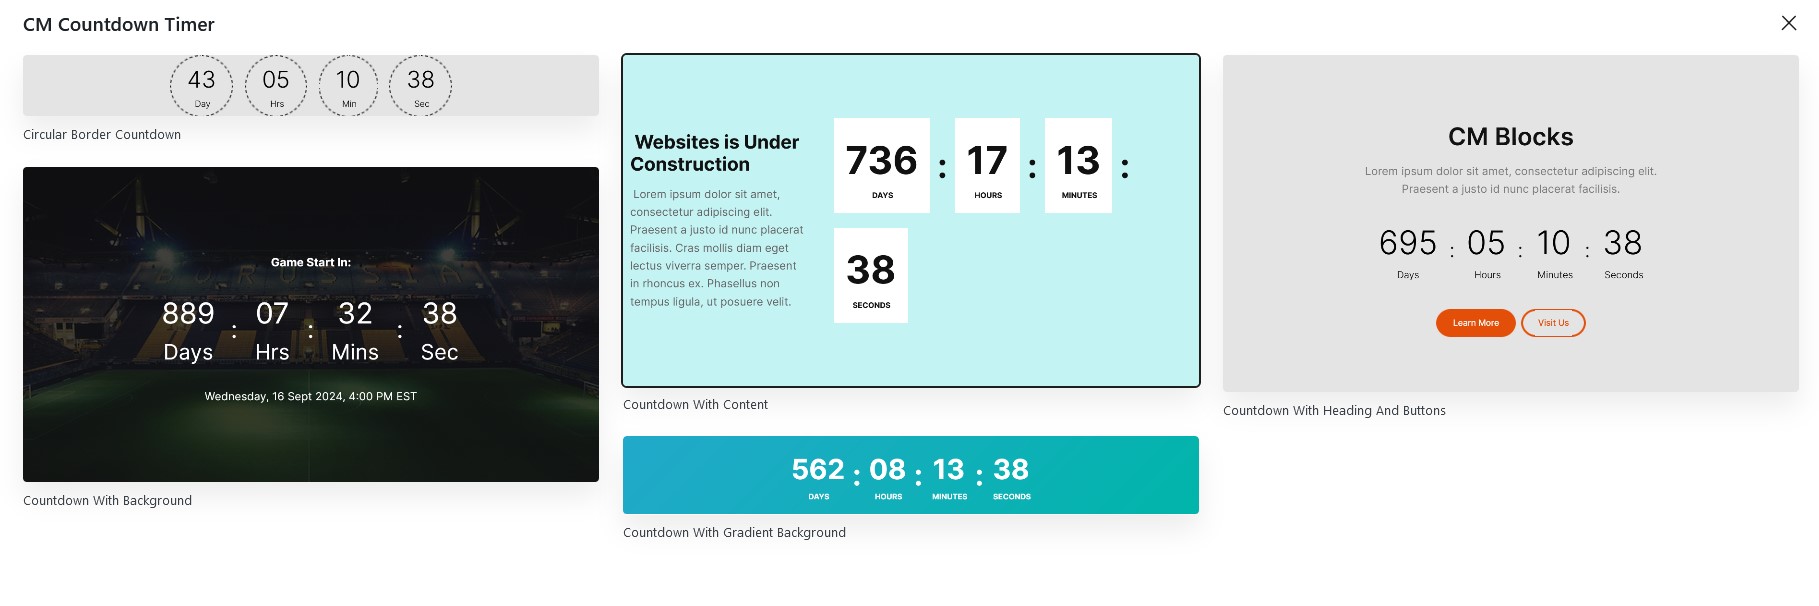 CM Countdown Timer
43 05 10 38
Day Hrs Min Sec
Circular Border Countdown
Game Start In:
889 : 07 : 32 : 38
Days Hrs Mins Sec
Wednesday, 16 Sept 2024, 4:00 PM EST
Countdown With Background
Websites is Under
Construction
Lorem ipsum dolor sit amet,
consectetur adipiscing elit.
Praesent a justo id nunc placerat
facilisis. Cras mollis diam eget
lectus viverra semper. Praesent
in rhoncus ex. Phasellus non
tempus ligula, ut posuere velit.
736 : 17 : 13 :
DAYS HOURS MINUTES
38
SECONDS
Countdown With Content
562 : 08 : 13 : 38
DAYS HOURS MINUTES SECONDS
Countdown With Gradient Background
CM Blocks
Lorem ipsum dolor sit amet, consectetur adipiscing elit.
Praesent a justo id nunc placerat facilisis.
695 : 05 : 10 : 38
Days Hours Minutes Seconds
Learn More Visit Us
Countdown With Heading And Buttons